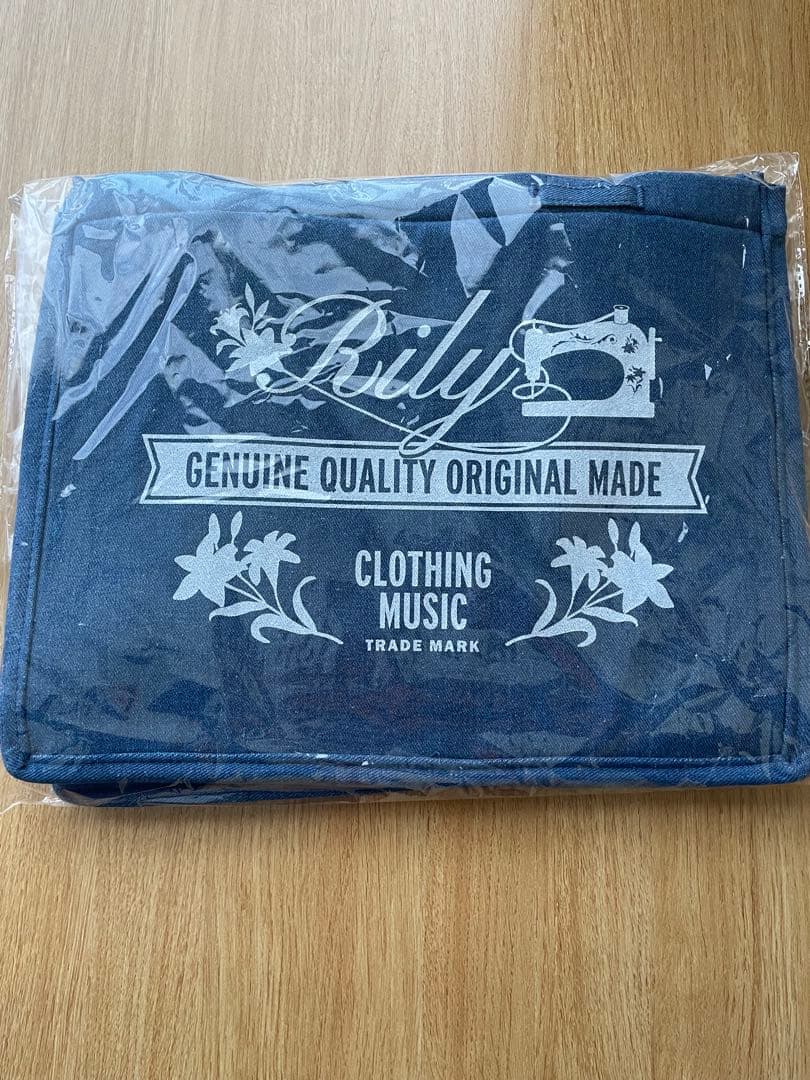 Rily
GENUINE QUALITY ORIGINAL MADE
CLOTHING
MUSIC
TRADE MARK